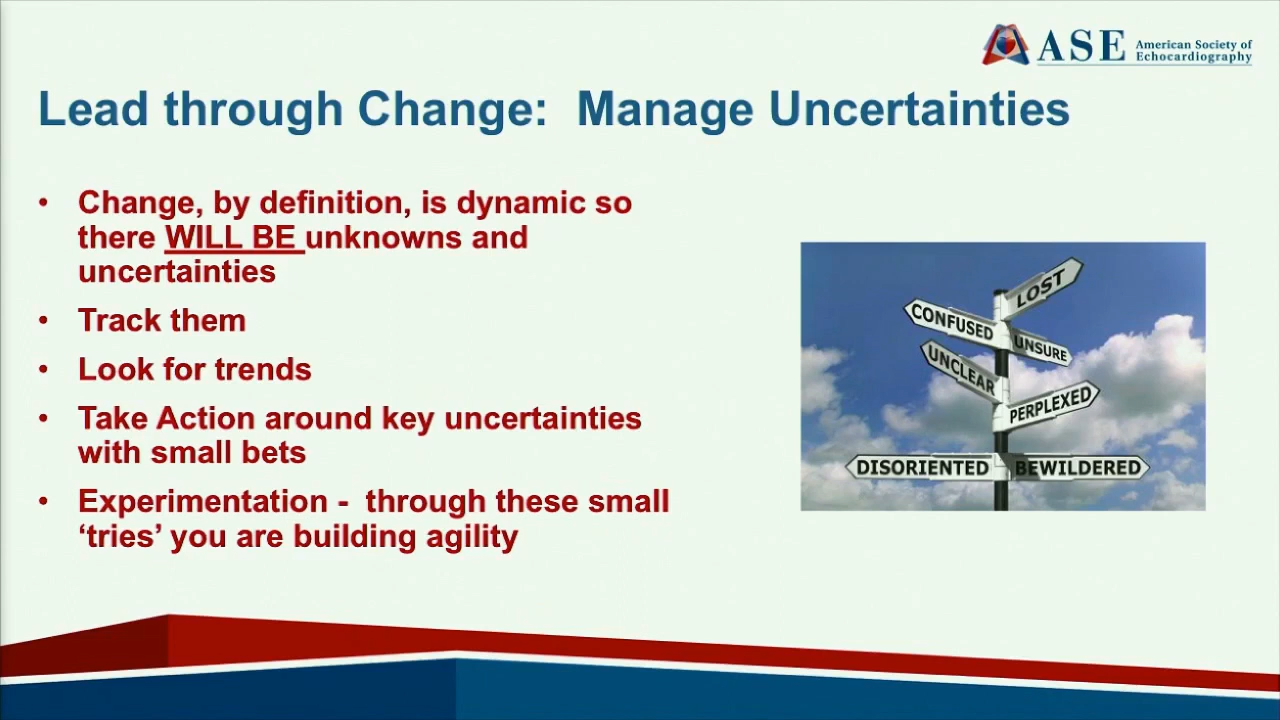 ASE American Society of
Echocardiography
Lead through Change:  Manage Uncertainties
• Change, by definition, is dynamic so
there WILL BE unknowns and
uncertainties
• Track them
• Look for trends
• Take Action around key uncertainties
with small bets
• Experimentation -  through these small
‘tries’ you are building agility
LOST
CONFUSED
UNSURE
UNCLEAR
PERPLEXED
DISORIENTED
BEWILDERED